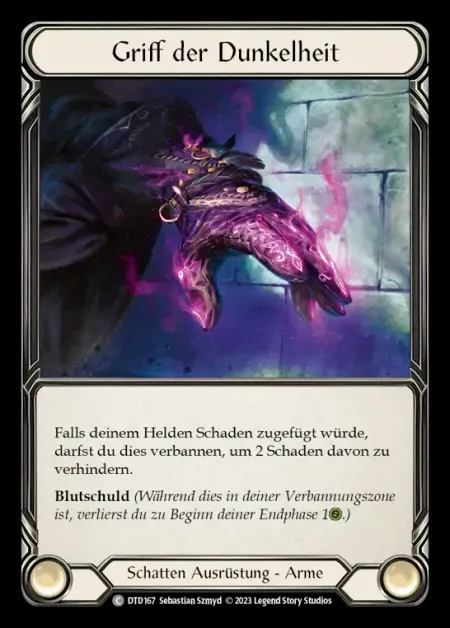 Griff der Dunkelheit
Falls deinem Helden Schaden zugefügt würde,
darfst du dies verbannen, um 2 Schaden davon zu
verhindern.
Blutschuld (Während dies in deiner Verbannungszone
ist, verlierst du zu Beginn deiner Endphase 1.)
Schatten Ausrüstung - Arme
C DTD167 Sebastian Szmyd © 2023 Legend Story Studios